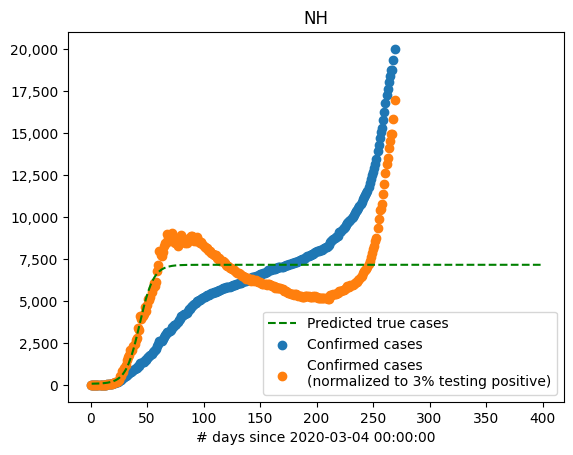 NH
20,000
17,500
15,000
12,500
10,000
7,500
5,000
2,500
0
Predicted true cases
Confirmed cases
Confirmed cases
(normalized to 3% testing positive)
0 50 100 150 200 250 300 350 400
# days since 2020-03-04 00:00:00